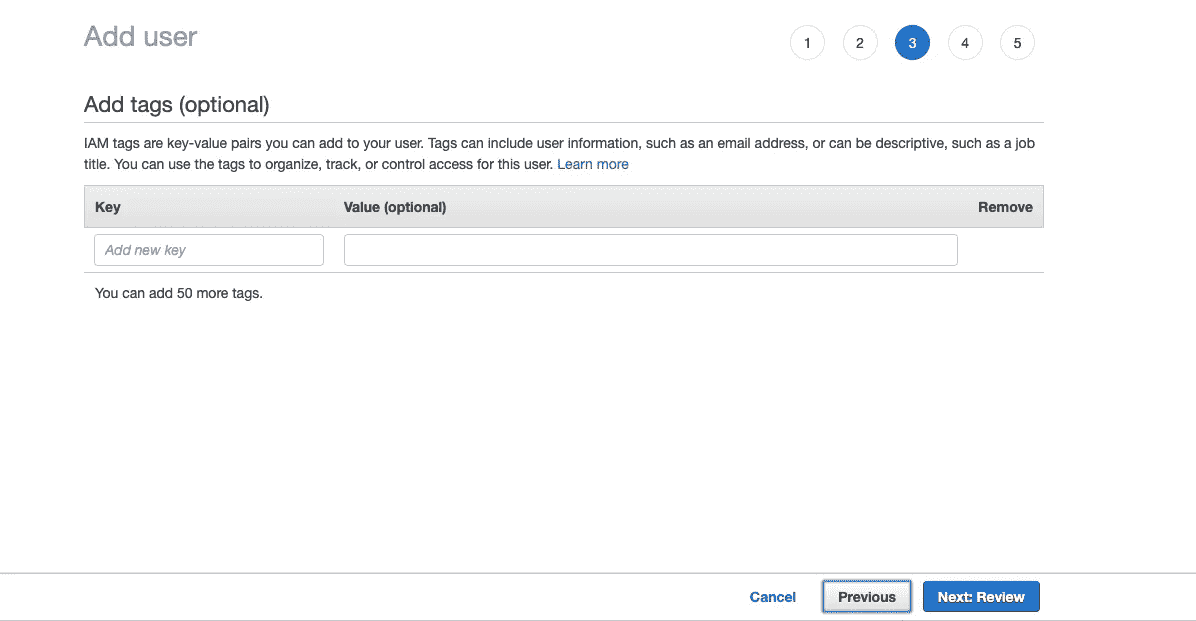 Add user
1 2 3 4 5
Add tags (optional)
IAM tags are key-value pairs you can add to your user. Tags can include user information, such as an email address, or can be descriptive, such as a job
title. You can use the tags to organize, track, or control access for this user. Learn more
Key Value (optional) Remove
Add new key
You can add 50 more tags.
Cancel Previous Next: Review